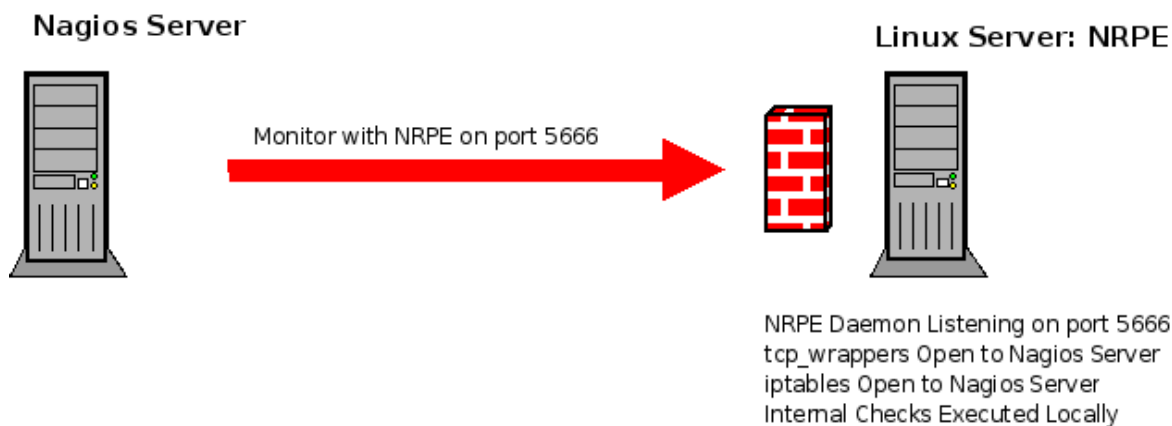 Nagios Server
Linux Server: NRPE
Monitor with NRPE on port 5666
NRPE Daemon Listening on port 5666
tcp_wrappers Open to Nagios Server
iptables Open to Nagios Server
Internal Checks Executed Locally